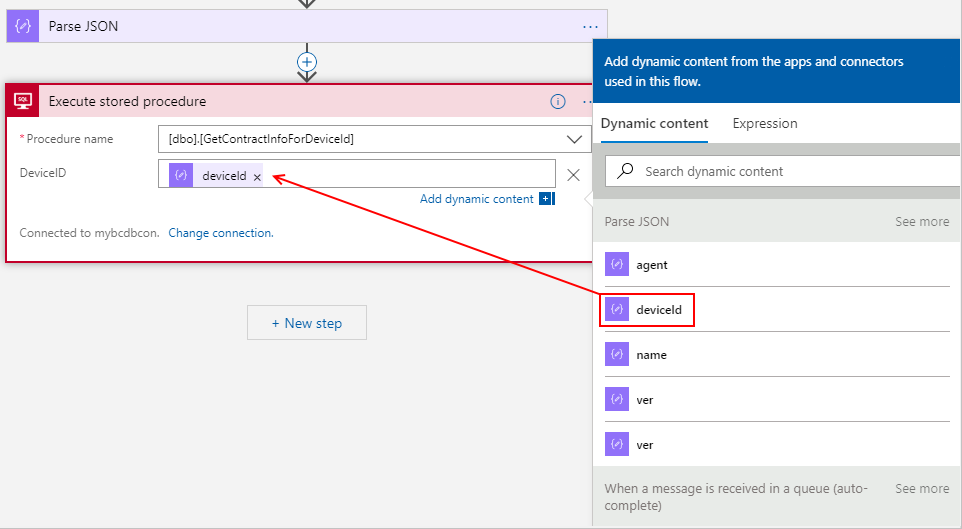 Parse JSON
SQL
Execute stored procedure
* Procedure name
[dbo].[GetContractInfoForDeviceId]
DeviceID
deviceId
Add dynamic content
Connected to mybcdbcon. Change connection.
+ New step
Add dynamic content from the apps and connectors
used in this flow.
Dynamic content
Expression
Search dynamic content
Parse JSON
See more
agent
deviceId
name
ver
ver
When a message is received in a queue (auto-
complete)
See more